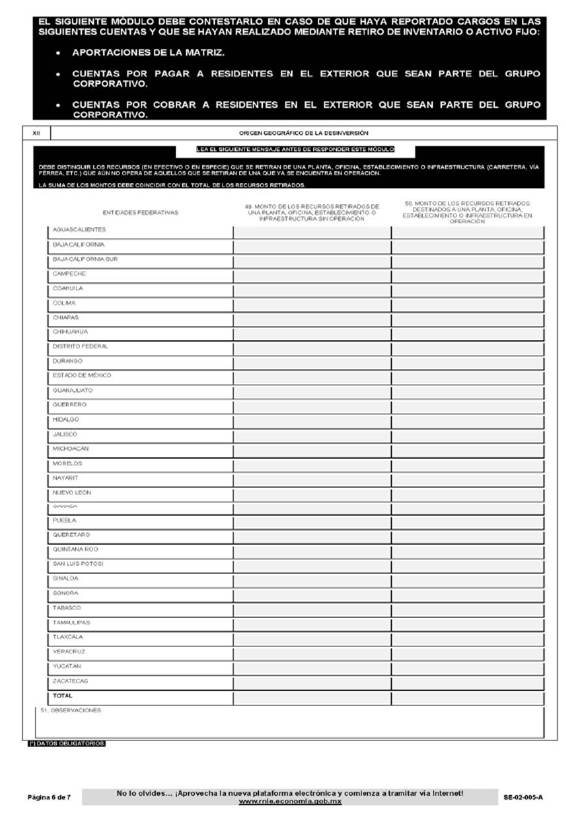 EL SIGUIENTE MÓDULO DEBE CONTESTARLO EN CASO DE QUE HAYA REPORTADO CARGOS EN LAS
SIGUIENTES CUENTAS Y QUE SE HAYAN REALIZADO MEDIANTE RETIRO DE INVENTARIO O ACTIVO FIJO:
• APORTACIONES DE LA MATRIZ.
• CUENTAS POR PAGAR A RESIDENTES EN EL EXTERIOR QUE SEAN PARTE DEL GRUPO
CORPORATIVO.
• CUENTAS POR COBRAR A RESIDENTES EN EL EXTERIOR QUE SEAN PARTE DEL GRUPO
CORPORATIVO.
XII ORIGEN GEOGRÁFICO DE LA DESINVERSIÓN
LEA EL SIGUIENTE MENSAJE ANTES DE RESPONDER ESTE MÓDULO
DEBE DISTINGUIR LOS RECURSOS (EN EFECTIVO O EN ESPECIE) QUE SE RETIRAN DE UNA PLANTA, OFICINA, ESTABLECIMIENTO O INFRAESTRUCTURA (CARRETERA, VÍA
FÉRREA, ETC.) QUE AÚN NO OPERA DE AQUELLOS QUE SE RETIRAN DE UNA QUE YA SE ENCUENTRA EN OPERACIÓN.
LA SUMA DE LOS MONTOS DEBE COINCIDIR CON EL TOTAL DE LOS RECURSOS RETIRADOS.
ENTIDADES FEDERATIVAS
49. MONTO DE LOS RECURSOS RETIRADOS DE
UNA PLANTA, OFICINA, ESTABLECIMIENTO O
INFRAESTRUCTURA SIN OPERACIÓN
50. MONTO DE LOS RECURSOS RETIRADOS
DESTINADOS A UNA PLANTA, OFICINA,
ESTABLECIMIENTO O INFRAESTRUCTURA EN
OPERACIÓN
AGUASCALIENTES
BAJA CALIFORNIA
BAJA CALIFORNIA SUR
CAMPECHE
COAHUILA
COLIMA
CHIAPAS
CHIHUAHUA
DISTRITO FEDERAL
DURANGO
ESTADO DE MÉXICO
GUANAJUATO
GUERRERO
HIDALGO
JALISCO
MICHOACÁN
MORELOS
NAYARIT
NUEVO LEÓN
PUEBLA
QUERÉTARO
QUINTANA ROO
SAN LUIS POTOSÍ
SINALOA
SONORA
TABASCO
TAMAULIPAS
TLAXCALA
VERACRUZ
YUCATÁN
ZACATECAS
TOTAL
51. OBSERVACIONES
(*) DATOS OBLIGATORIOS
Página 6 de 7
No lo olvides... ¡Aprovecha la nueva plataforma electrónica y comienza a tramitar vía Internet!
www.rnie.economia.gob.mx
SE-02-005-A